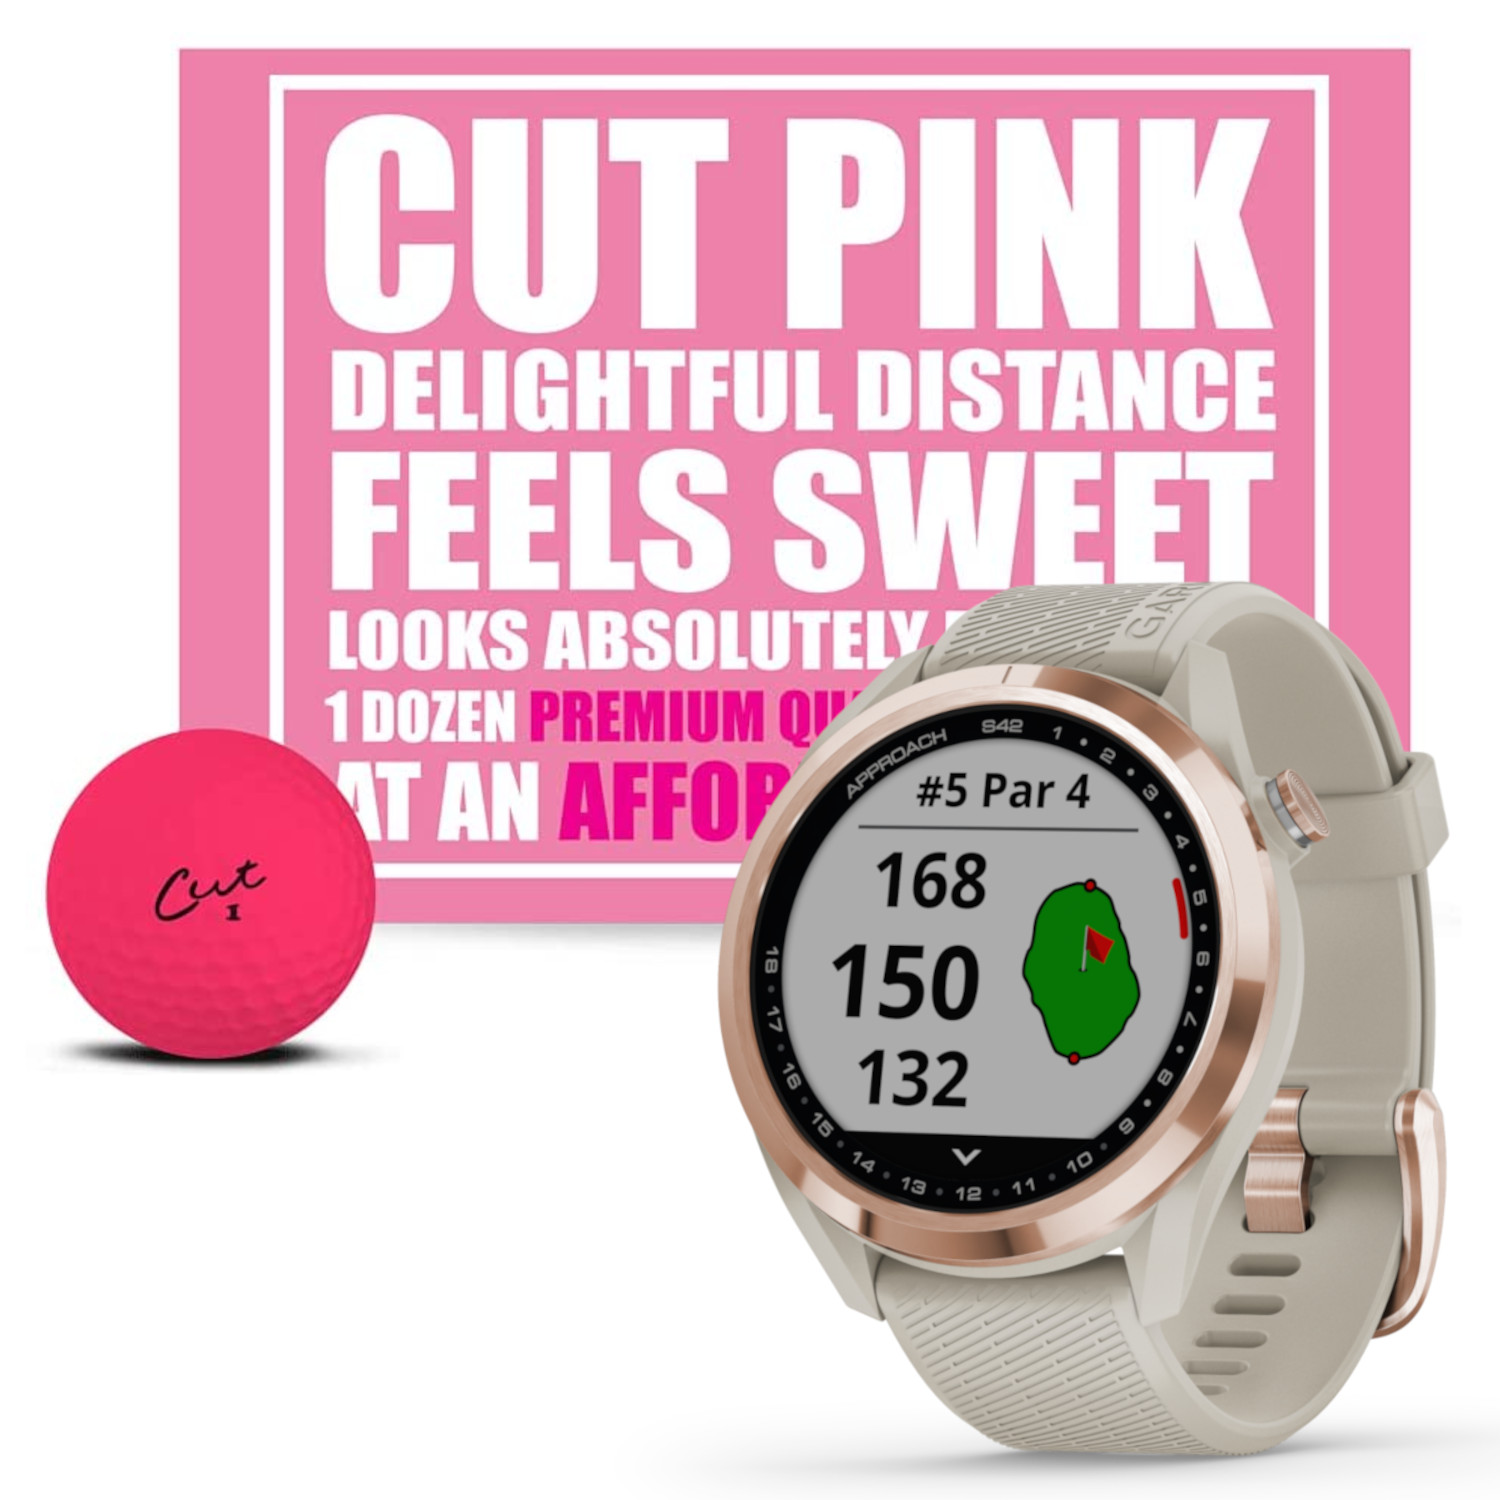 CUT PINK
DELIGHTFUL DISTANCE
FEELS SWEET
LOOKS ABSOLUTELY
1 DOZEN PREMIUM
AT AN
Cut
1
APPROACH S42
#5 Par 4
168
150
132
1 2 3 4 5 6 7 8 9 10 11 12 13 14 15 16 17 18